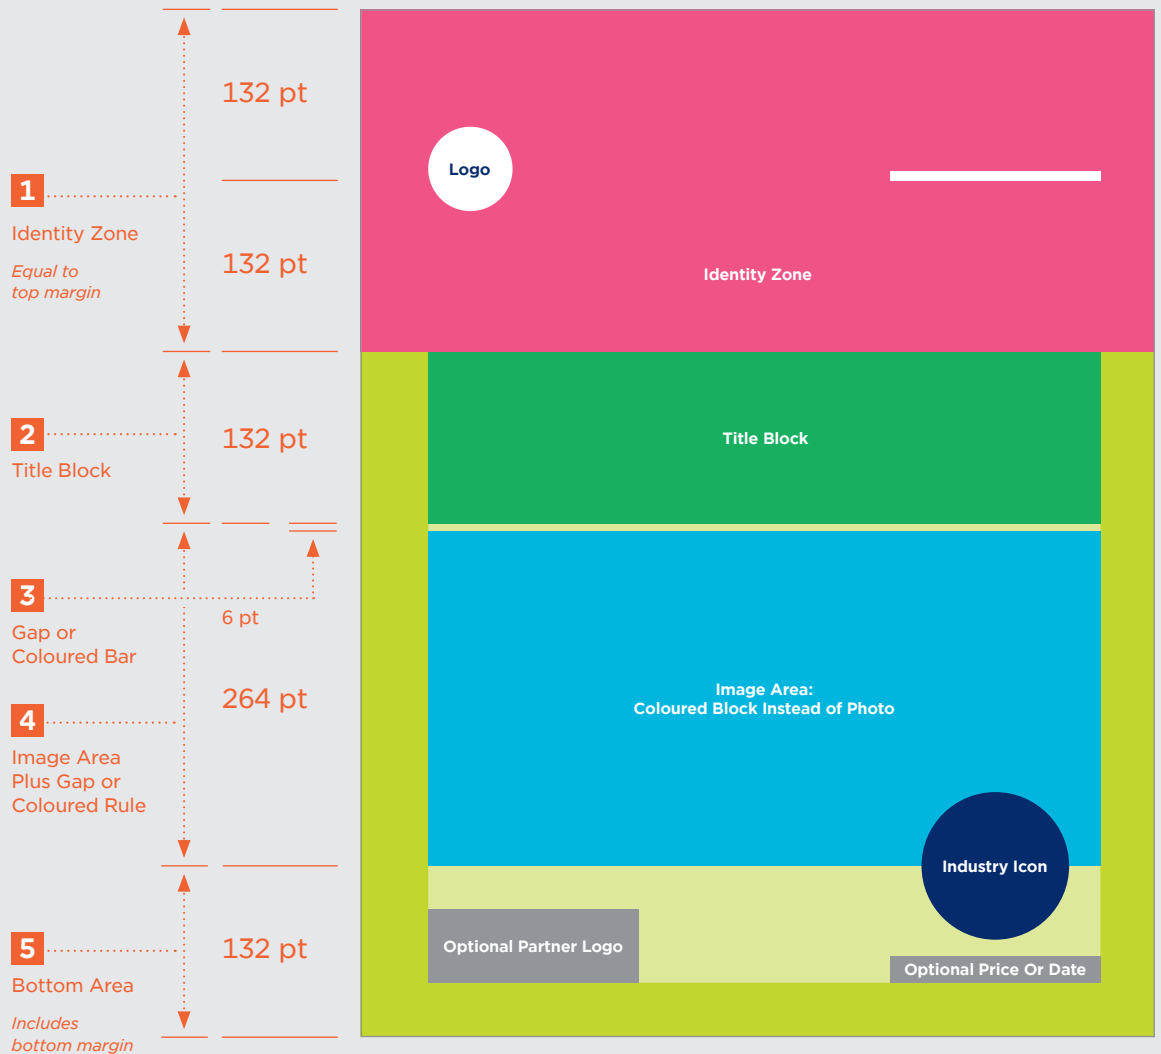 132 pt
1
Identity Zone
Equal to
top margin
132 pt
2
Title Block
132 pt
3
Gap or
Coloured Bar
6 pt
4
Image Area
Plus Gap or
Coloured Rule
264 pt
5
Bottom Area
Includes
bottom margin
132 pt
Logo
Identity Zone
Title Block
Image Area:
Coloured Block Instead of Photo
Industry Icon
Optional Partner Logo
Optional Price Or Date